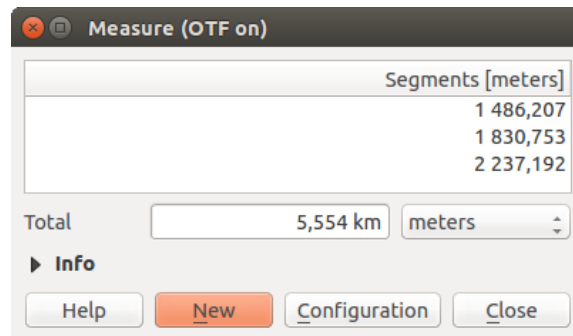 Measure (OTF on)
Segments [meters]
1 486,207
1 830,753
2 237,192
Total 5,554 km meters
Info
Help New Configuration Close